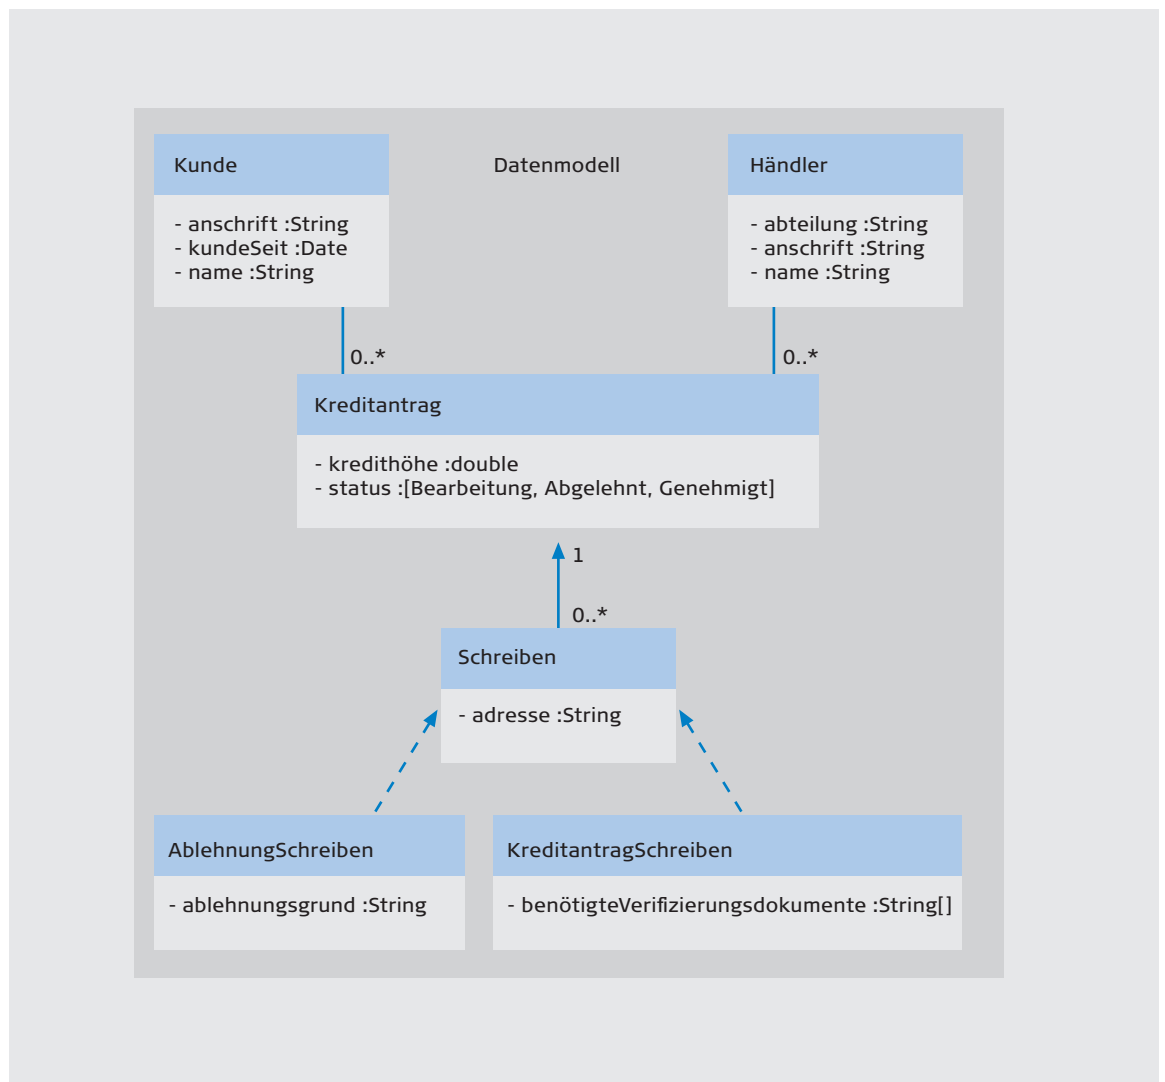 Kunde
Datenmodell
Händler
- anschrift :String
- kundeSeit :Date
- name :String
- abteilung :String
- anschrift :String
- name :String
0..*
0..*
Kreditantrag
- kredithöhe :double
- status :[Bearbeitung, Abgelehnt, Genehmigt]
1
0..*
Schreiben
- adresse :String
AblehnungSchreiben
- ablehnungsgrund :String
KreditantragSchreiben
- benötigteVerifizierungsdokumente :String[]